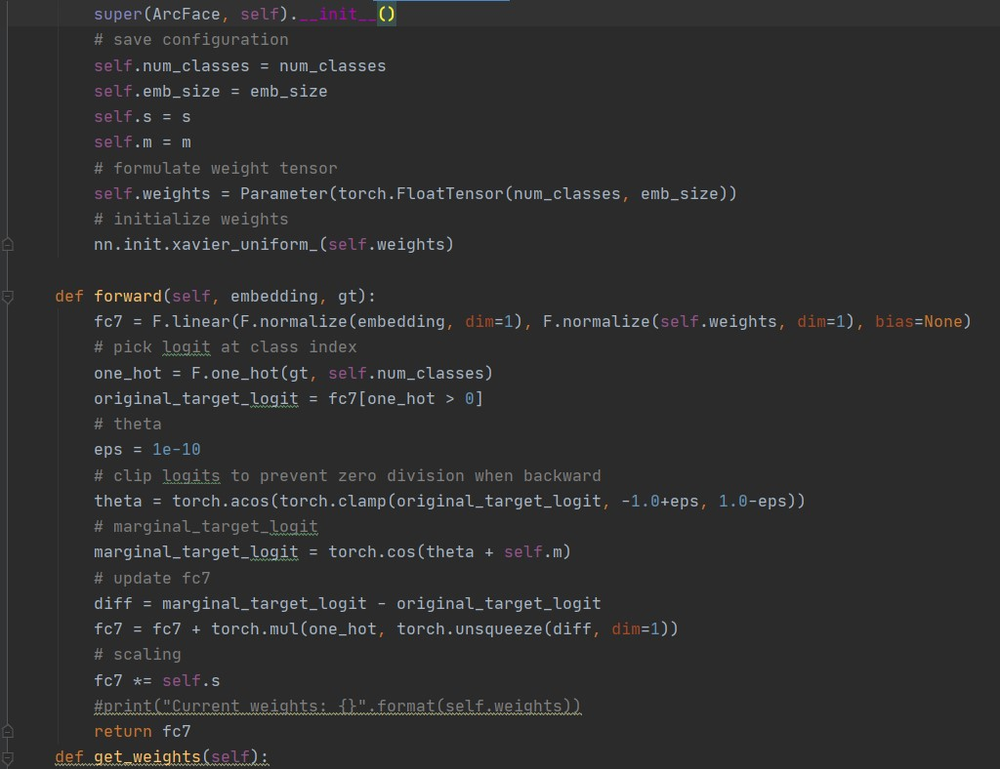 super(ArcFace, self).__init__()
# save configuration
self.num_classes = num_classes
self.emb_size = emb_size
self.s = s
self.m = m
# formulate weight tensor
self.weights = Parameter(torch.FloatTensor(num_classes, emb_size))
# initialize weights
nn.init.xavier_uniform_(self.weights)
def forward(self, embedding, gt):
fc7 = F.linear(F.normalize(embedding, dim=1), F.normalize(self.weights, dim=1), bias=None)
# pick logit at class index
one_hot = F.one_hot(gt, self.num_classes)
original_target_logit = fc7[one_hot > 0]
# theta
eps = 1e-10
# clip logits to prevent zero division when backward
theta = torch.acos(torch.clamp(original_target_logit, -1.0+eps, 1.0-eps))
# marginal_target_logit
marginal_target_logit = torch.cos(theta + self.m)
# update fc7
diff = marginal_target_logit - original_target_logit
fc7 = fc7 + torch.mul(one_hot, torch.unsqueeze(diff, dim=1))
# scaling
fc7 *= self.s
#print("Current weights: {}".format(self.weights))
return fc7
def get_weights(self):